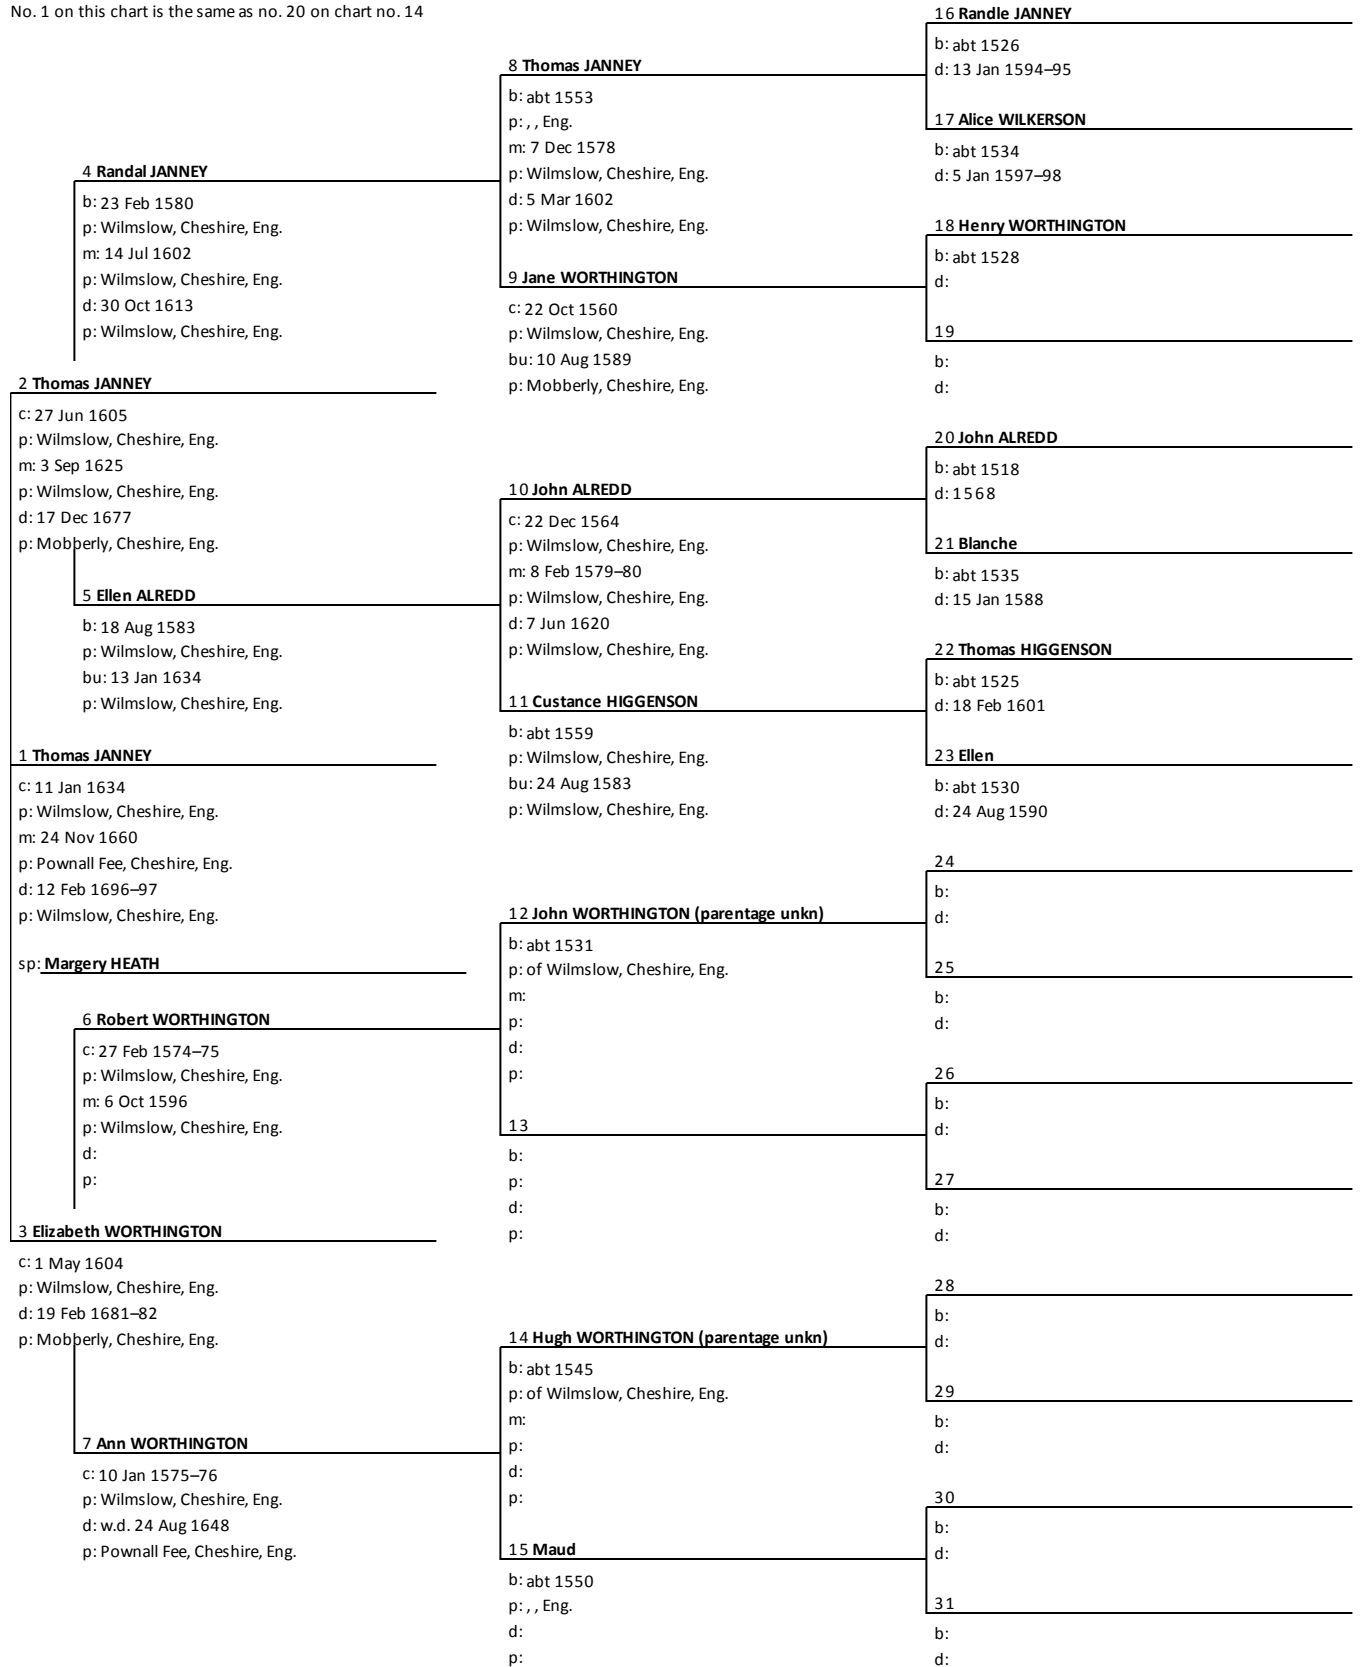 No. 1 on this chart is the same as no. 20 on chart no. 14
16 Randle JANNEY
b: abt 1526
d: 13 Jan 1594–95
8 Thomas JANNEY
b: abt 1553
p: , , Eng.
m: 7 Dec 1578
p: Wilmslow, Cheshire, Eng.
d: 5 Mar 1602
p: Wilmslow, Cheshire, Eng.
17 Alice WILKERSON
b: abt 1534
d: 5 Jan 1597–98
4 Randal JANNEY
b: 23 Feb 1580
p: Wilmslow, Cheshire, Eng.
m: 14 Jul 1602
p: Wilmslow, Cheshire, Eng.
d: 30 Oct 1613
p: Wilmslow, Cheshire, Eng.
18 Henry WORTHINGTON
b: abt 1528
d:
9 Jane WORTHINGTON
c: 22 Oct 1560
p: Wilmslow, Cheshire, Eng.
bu: 10 Aug 1589
p: Mobberly, Cheshire, Eng.
19
b:
d:
2 Thomas JANNEY
c: 27 Jun 1605
p: Wilmslow, Cheshire, Eng.
m: 3 Sep 1625
p: Wilmslow, Cheshire, Eng.
d: 17 Dec 1677
p: Mobberly, Cheshire, Eng.
20 John ALREDD
b: abt 1518
d: 1568
10 John ALREDD
c: 22 Dec 1564
p: Wilmslow, Cheshire, Eng.
m: 8 Feb 1579–80
p: Wilmslow, Cheshire, Eng.
d: 7 Jun 1620
p: Wilmslow, Cheshire, Eng.
21 Blanche
b: abt 1535
d: 15 Jan 1588
5 Ellen ALREDD
b: 18 Aug 1583
p: Wilmslow, Cheshire, Eng.
bu: 13 Jan 1634
p: Wilmslow, Cheshire, Eng.
22 Thomas HIGGENSON
b: abt 1525
d: 18 Feb 1601
11 Custance HIGGENSON
b: abt 1559
p: Wilmslow, Cheshire, Eng.
bu: 24 Aug 1583
p: Wilmslow, Cheshire, Eng.
23 Ellen
b: abt 1530
d: 24 Aug 1590
1 Thomas JANNEY
c: 11 Jan 1634
p: Wilmslow, Cheshire, Eng.
m: 24 Nov 1660
p: Pownall Fee, Cheshire, Eng.
d: 12 Feb 1696–97
p: Wilmslow, Cheshire, Eng.
sp: Margery HEATH
24
b:
d:
12 John WORTHINGTON (parentage unkn)
b: abt 1531
p: of Wilmslow, Cheshire, Eng.
m:
p:
d:
p:
25
b:
d:
6 Robert WORTHINGTON
c: 27 Feb 1574–75
p: Wilmslow, Cheshire, Eng.
m: 6 Oct 1596
p: Wilmslow, Cheshire, Eng.
d:
p:
26
b:
d:
13
b:
p:
d:
p:
27
b:
d:
3 Elizabeth WORTHINGTON
c: 1 May 1604
p: Wilmslow, Cheshire, Eng.
d: 19 Feb 1681–82
p: Mobberly, Cheshire, Eng.
28
b:
d:
14 Hugh WORTHINGTON (parentage unkn)
b: abt 1545
p: of Wilmslow, Cheshire, Eng.
m:
p:
d:
p:
29
b:
d:
7 Ann WORTHINGTON
c: 10 Jan 1575–76
p: Wilmslow, Cheshire, Eng.
d: w.d. 24 Aug 1648
p: Pownall Fee, Cheshire, Eng.
30
b:
d:
15 Maud
b: abt 1550
p: , , Eng.
d:
p:
31
b:
d: